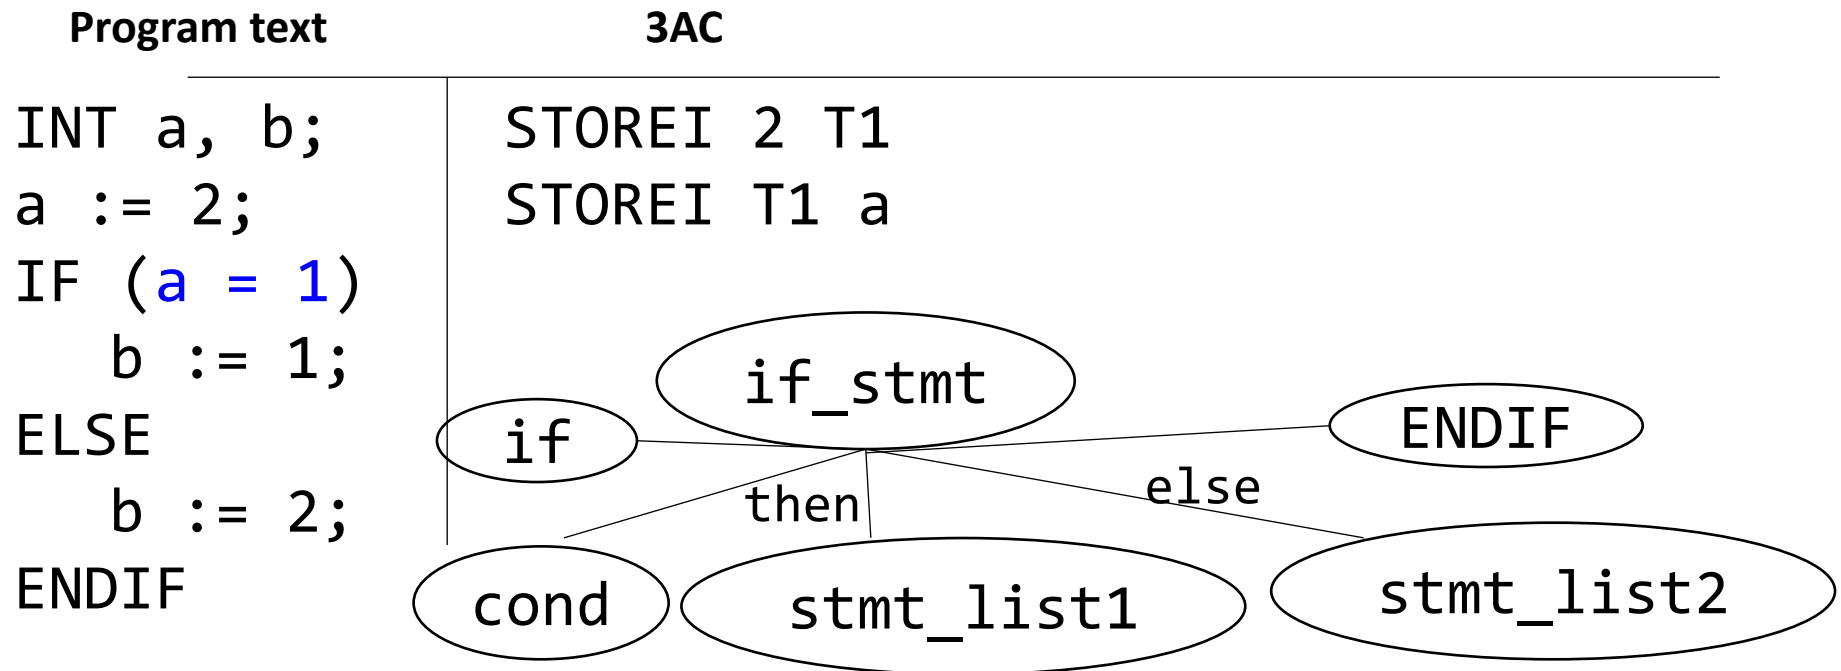 Program text 3AC
INT a, b; STOREI 2 T1
a := 2; STOREI T1 a
IF (a = 1)
b := 1;
if_stmt
ELSE
if
ENDIF
then
else
b := 2;
ENDIF
cond
stmt_list1
stmt_list2